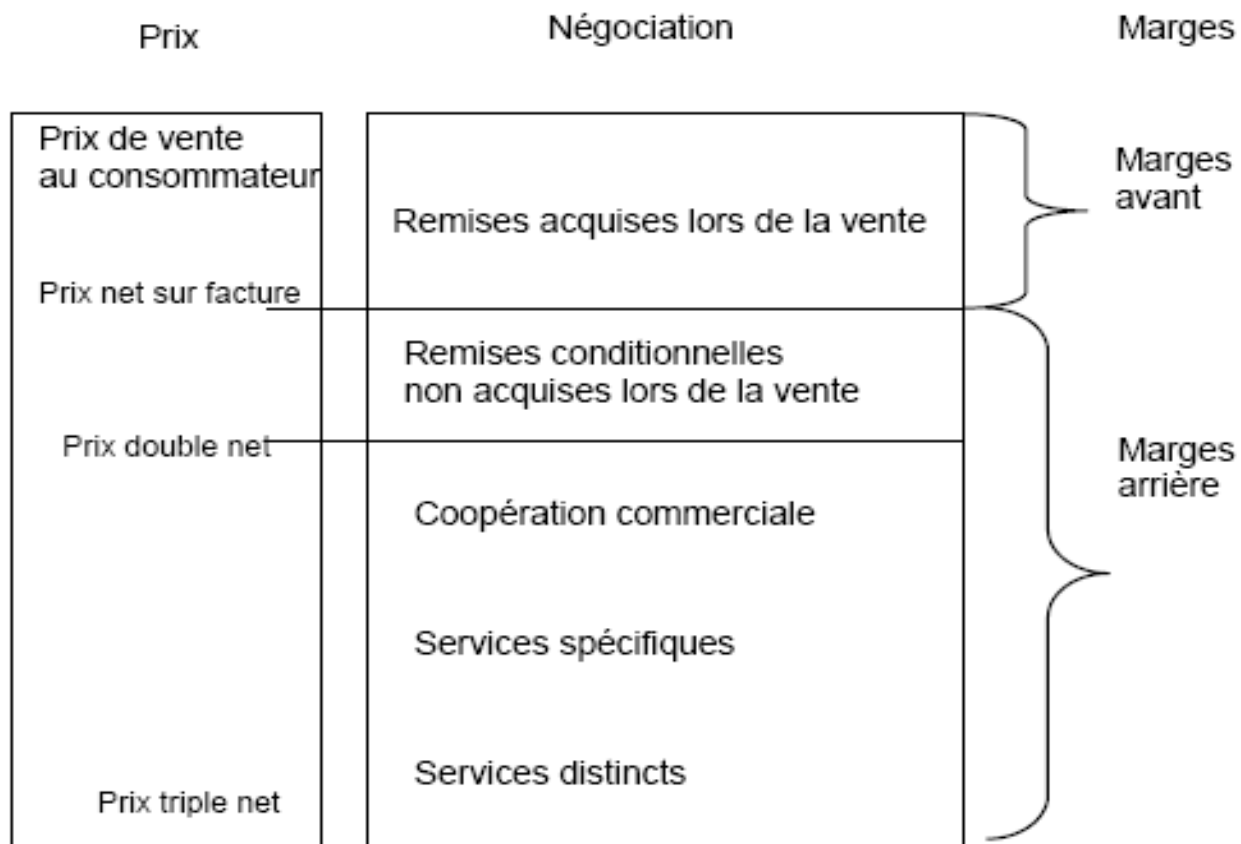 Prix
Négociation
Marges
Prix de vente
au consommateur
Remises acquises lors de la vente
Marges
avant
Prix net sur facture
Remises conditionnelles
non acquises lors de la vente
Prix double net
Marges
arrière
Coopération commerciale
Services spécifiques
Services distincts
Prix triple net